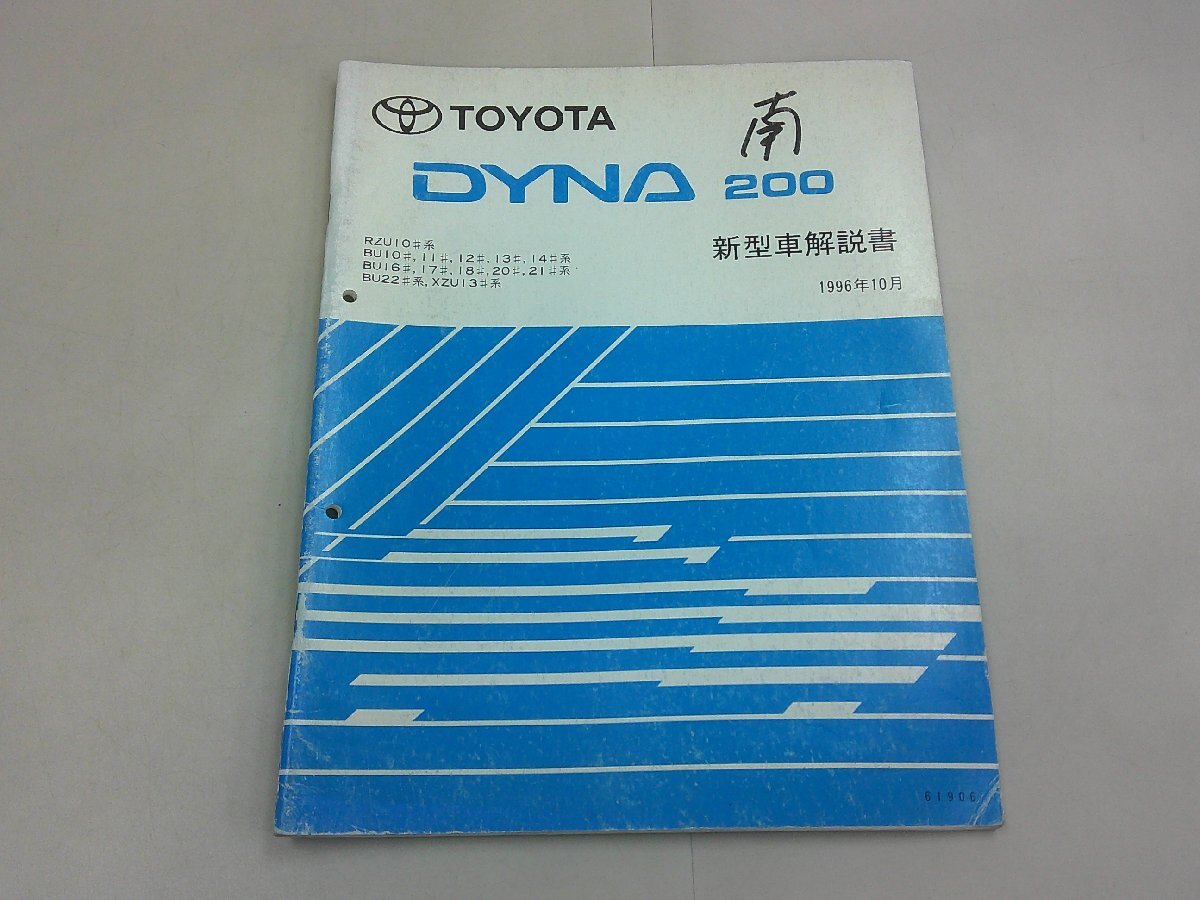 TOYOTA
南
DYNA 200
RZU10#系
BU10#, 11#, 12#, 13#, 14#系
BU16#, 17#, 18#, 20#, 21#系
BU22#系, XZU13#系
新型車解説書
1996年10月
61906